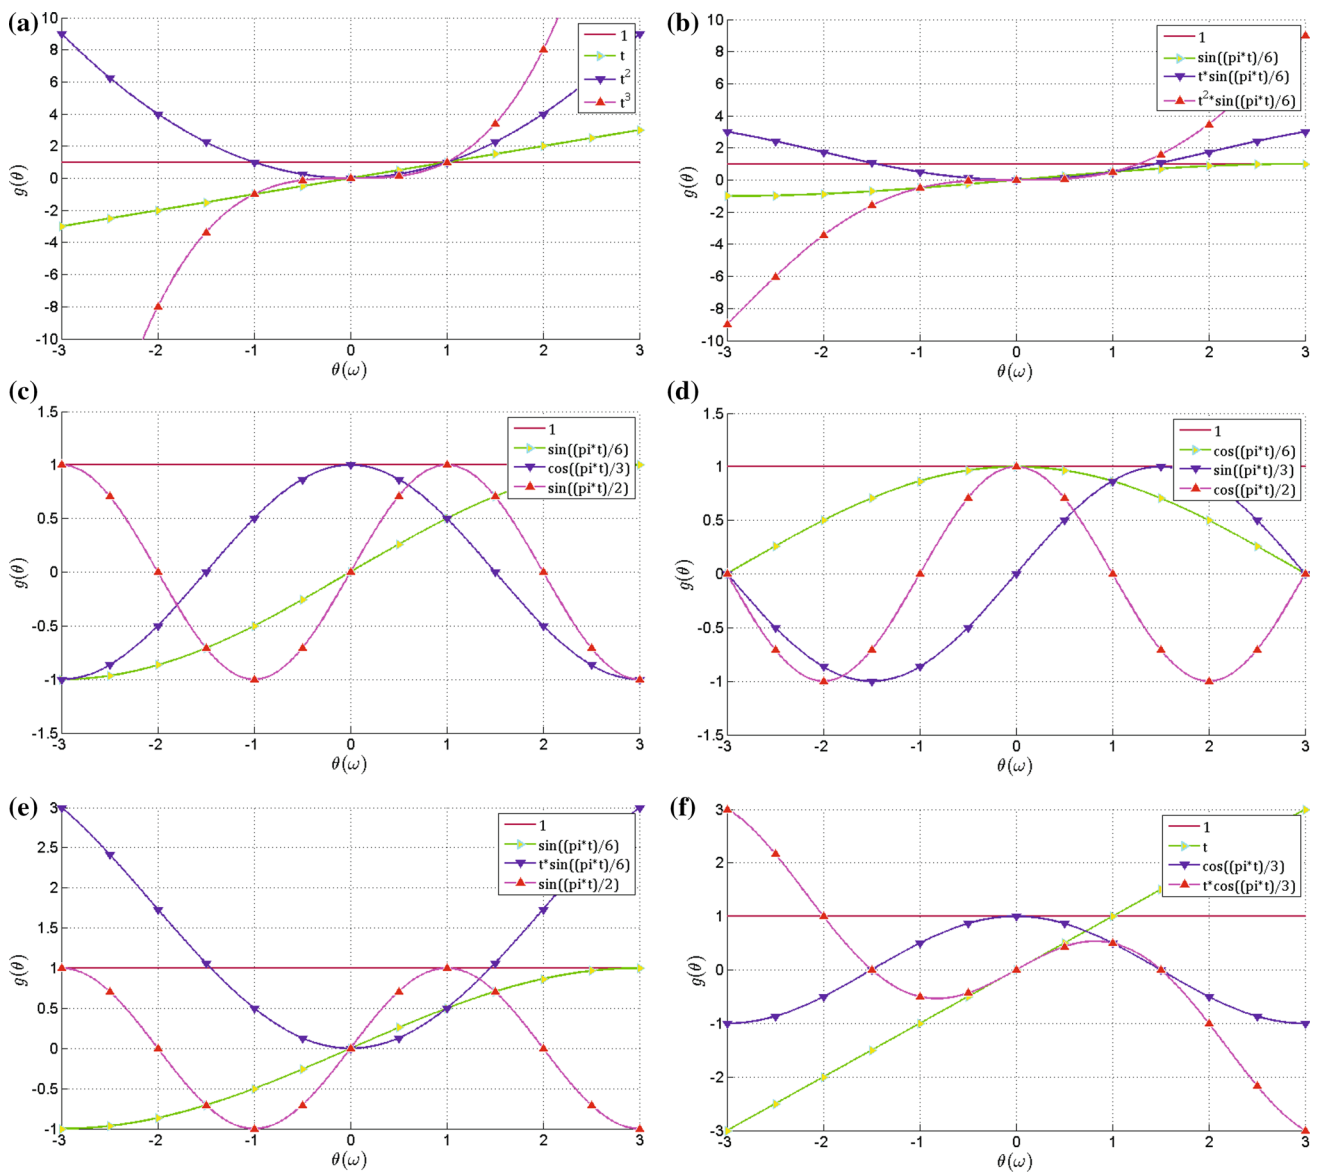 (a)
10
8
6
4
2
0
-2
-4
-6
-8
-10
g(θ)
-3 -2 -1 0 1 2 3
θ(ω)
1
t
t²
t³
(b)
10
8
6
4
2
0
-2
-4
-6
-8
-10
g(θ)
-3 -2 -1 0 1 2 3
θ(ω)
1
sin((pi*t)/6)
t*sin((pi*t)/6)
t²*sin((pi*t)/6)
(c)
1.5
1
0.5
0
-0.5
-1
-1.5
g(θ)
-3 -2 -1 0 1 2 3
θ(ω)
1
sin((pi*t)/6)
cos((pi*t)/3)
sin((pi*t)/2)
(d)
1.5
1
0.5
0
-0.5
-1
-1.5
g(θ)
-3 -2 -1 0 1 2 3
θ(ω)
1
cos((pi*t)/6)
sin((pi*t)/3)
cos((pi*t)/2)
(e)
3
2.5
2
1.5
1
0.5
0
-0.5
-1
g(θ)
-3 -2 -1 0 1 2 3
θ(ω)
1
sin((pi*t)/6)
t*sin((pi*t)/6)
sin((pi*t)/2)
(f)
3
2
1
0
-1
-2
-3
g(θ)
-3 -2 -1 0 1 2 3
θ(ω)
1
t
cos((pi*t)/3)
t*cos((pi*t)/3)